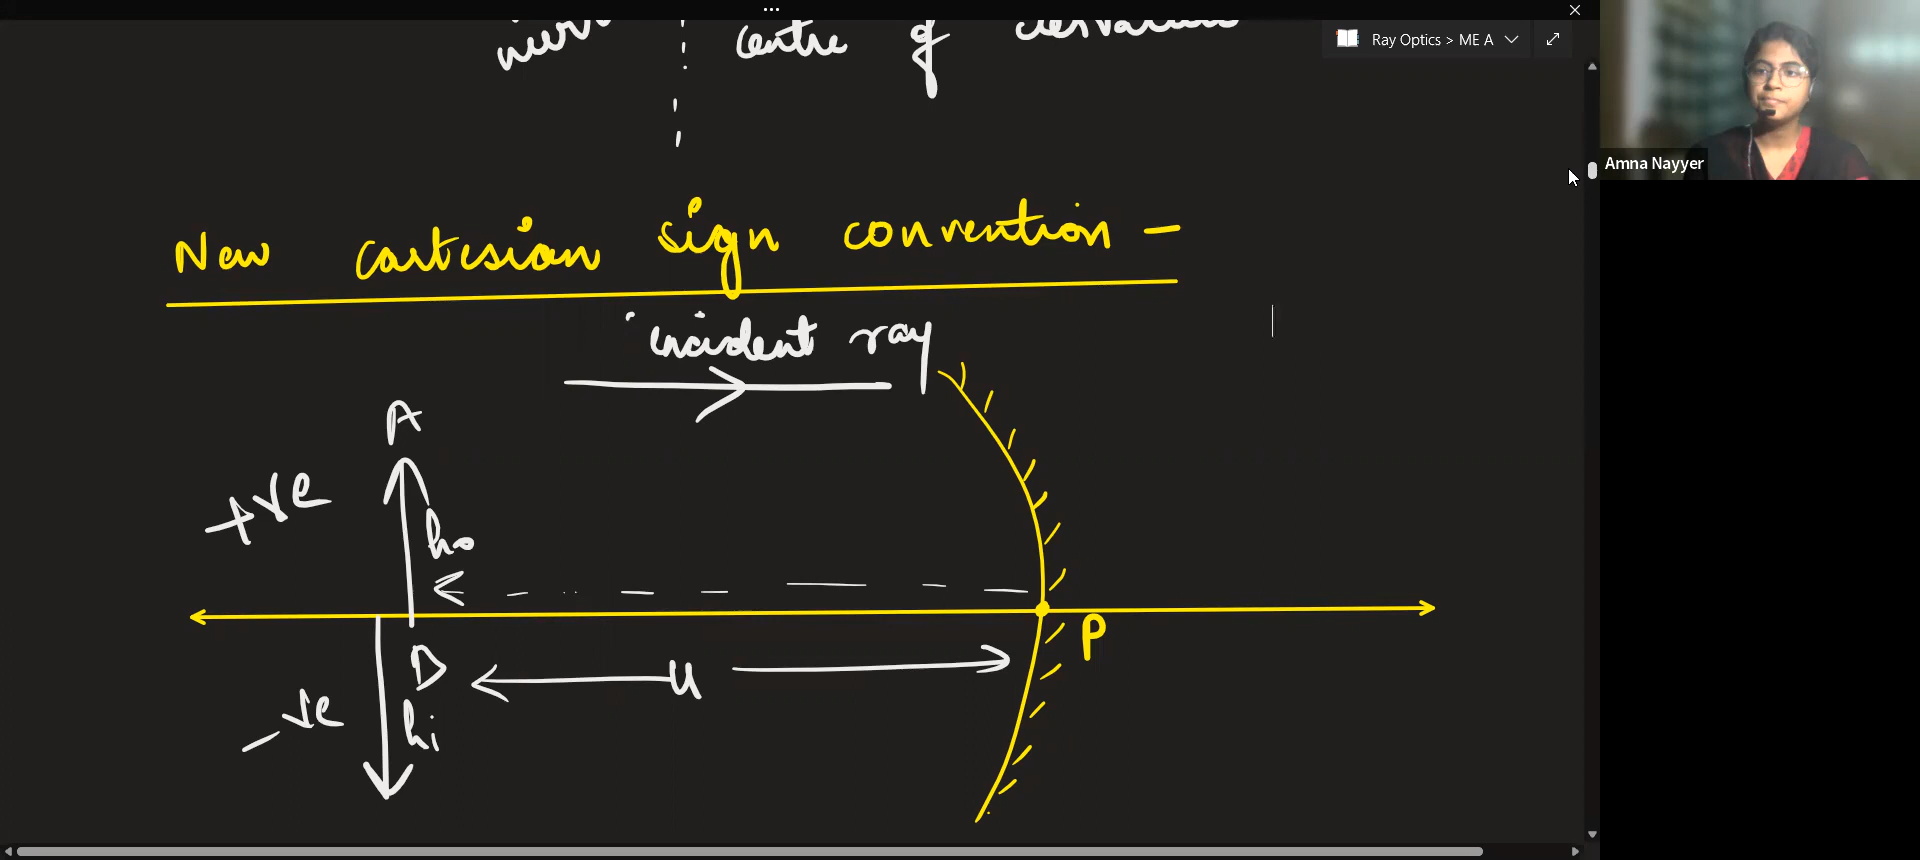 ...
centre of
Ray Optics > ME A
Amna Nayyer
New cartesian sign convention -
incident ray
A
+ve
ho
P
B
u
-ve
hi